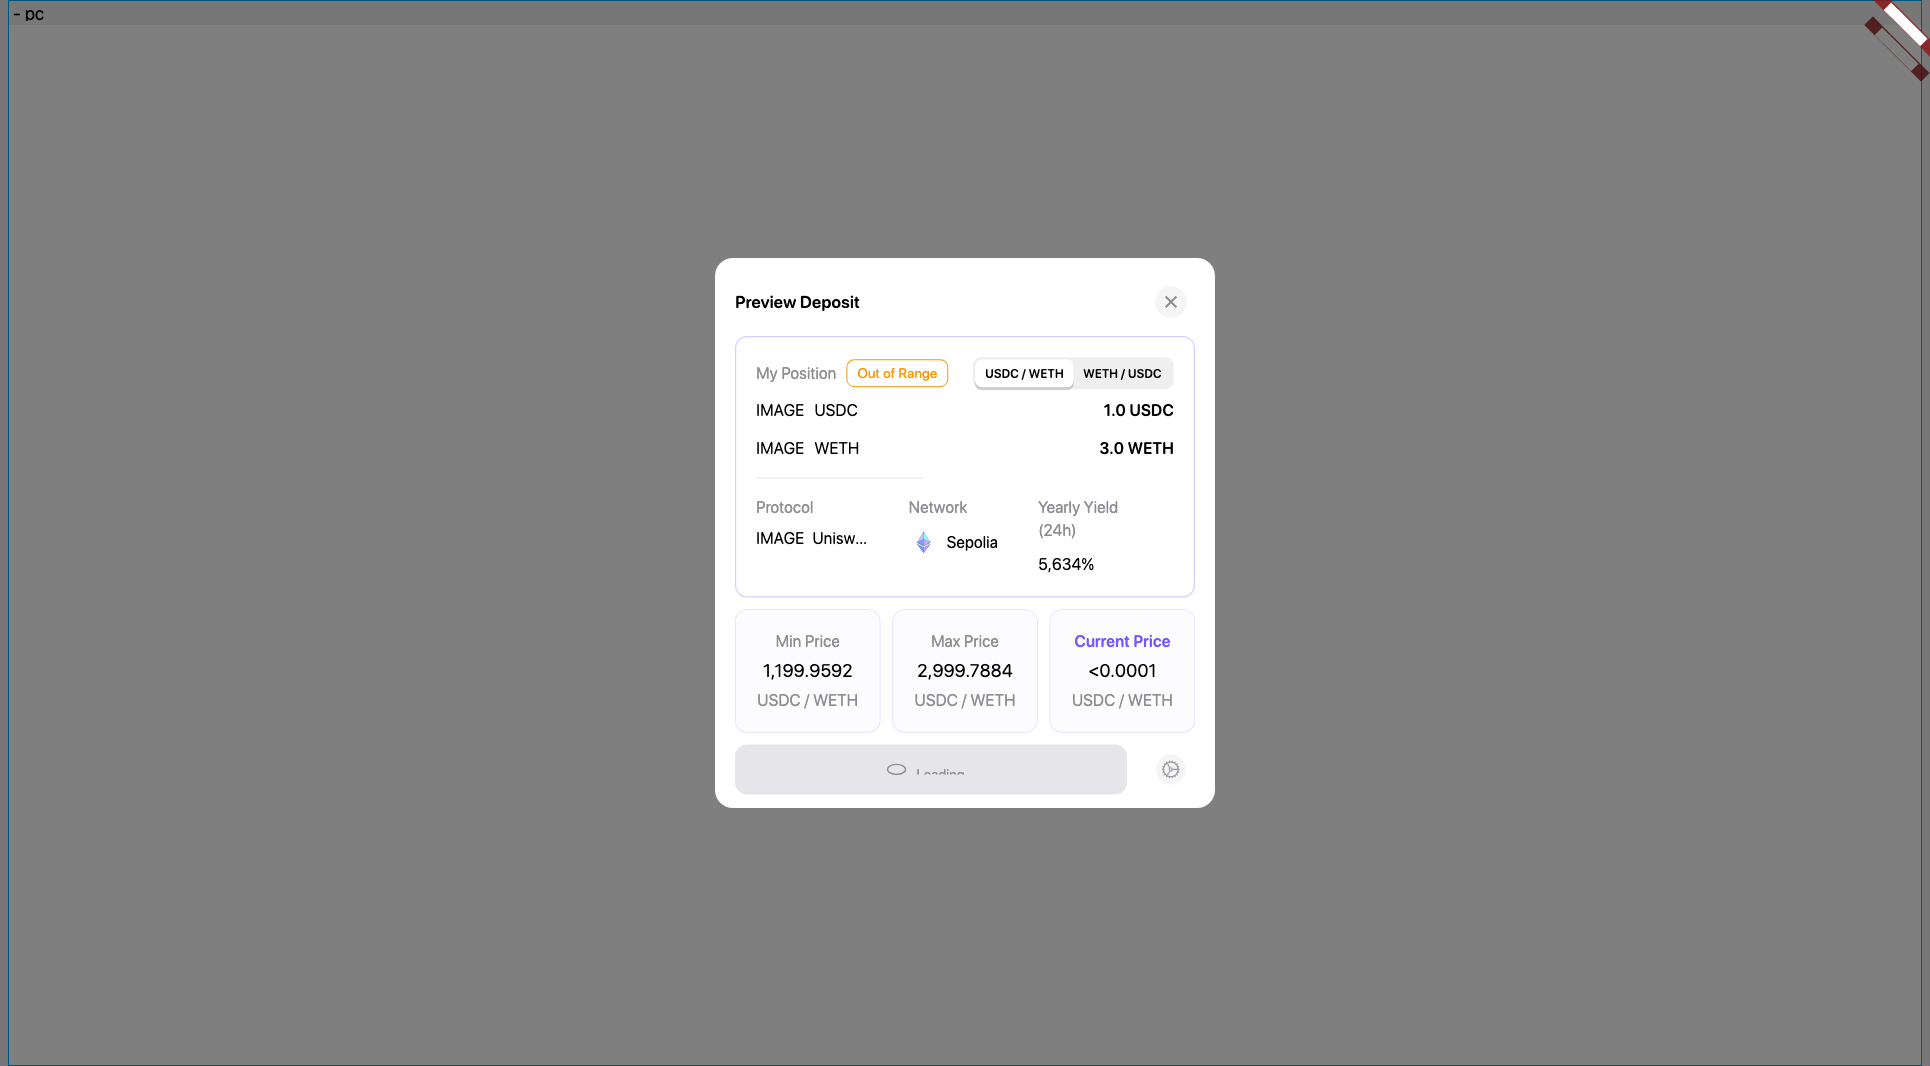 - pc
Preview Deposit
My Position Out of Range USDC / WETH WETH / USDC
IMAGE USDC 1.0 USDC
IMAGE WETH 3.0 WETH
Protocol Network Yearly Yield
(24h)
IMAGE Unisw... Sepolia
5,634%
Min Price Max Price Current Price
1,199.9592 2,999.7884 <0.0001
USDC / WETH USDC / WETH USDC / WETH
Loading